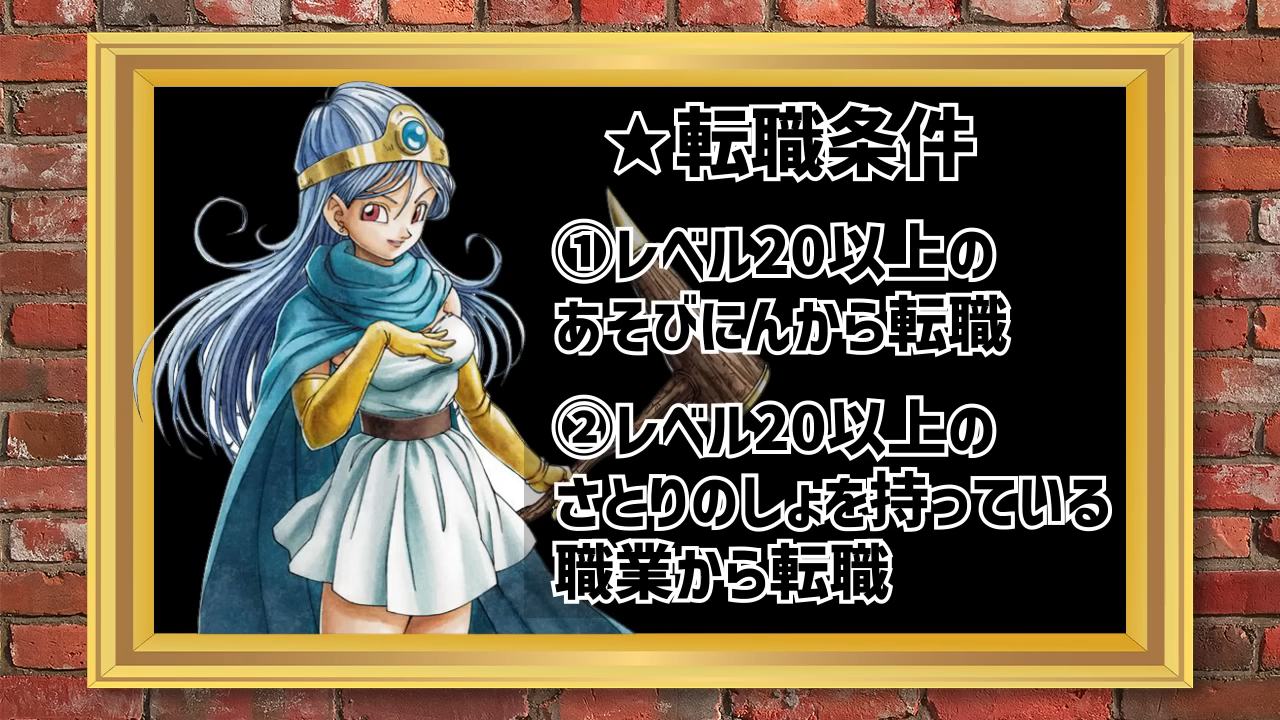 ★転職条件
①レベル20以上の
あそびにんから転職
②レベル20以上の
さとりのしょを持っている
職業から転職